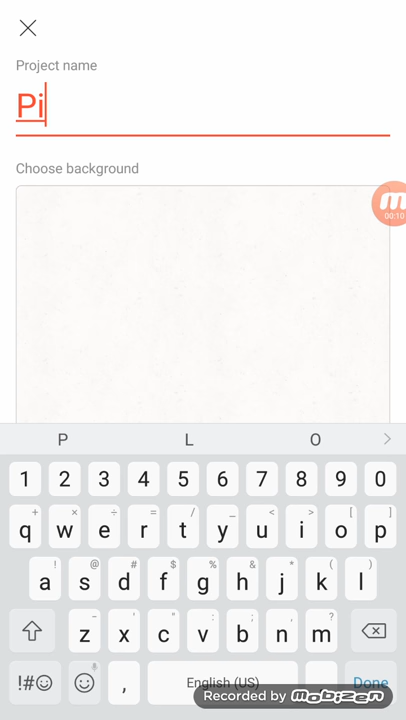 Project name
Pi
Choose background
00:10
P L O
1 2 3 4 5 6 7 8 9 0
+ × ÷ = / _ < > [ ]
q w e r t y u i o p
! @ # $ % & * ( )
a s d f g h j k l
- ' " : ; , ?
z x c v b n m
!#☺ , English (US) Done
Recorded by mobizen